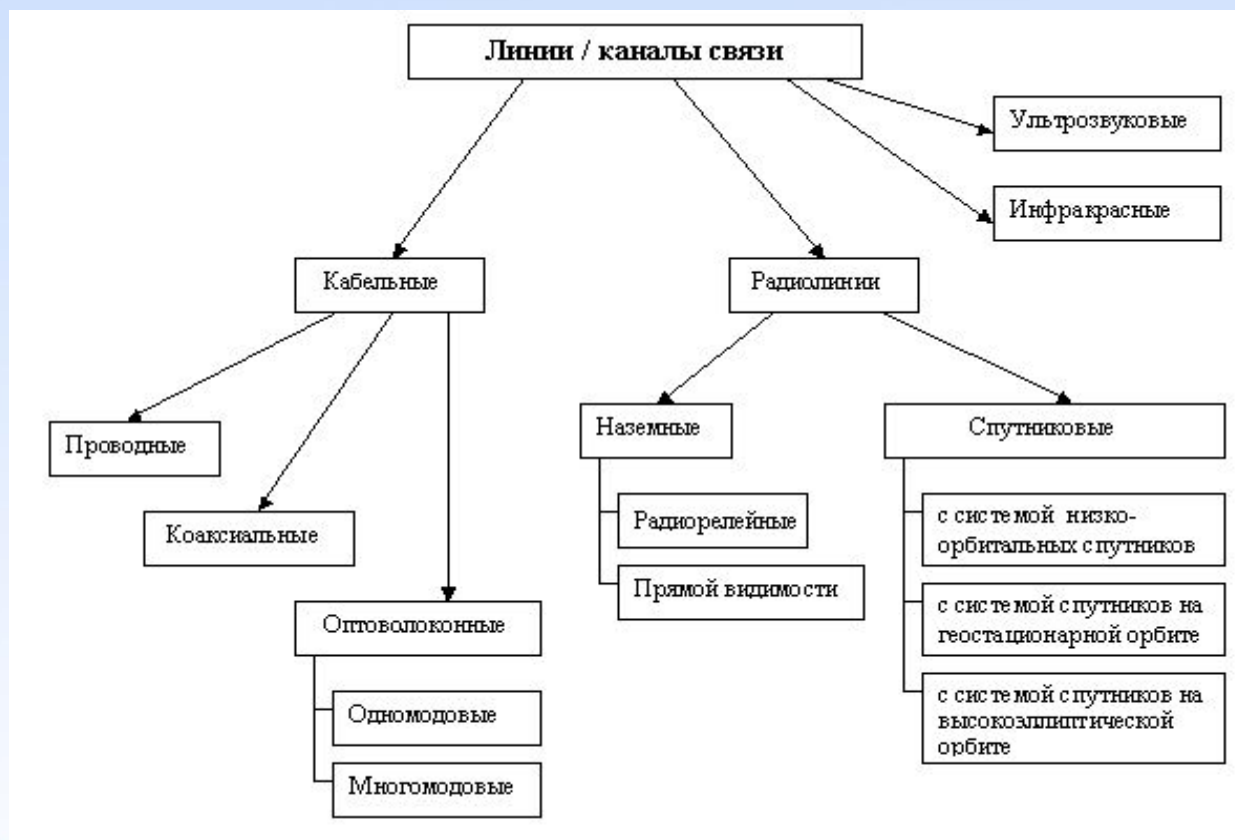 Линии / каналы связи
Ультрозвуковые
Инфракрасные
Кабельные
Радиолинии
Проводные
Коаксиальные
Оптоволоконные
Одномодовые
Многомодовые
Наземные
Радиорелейные
Прямой видимости
Спутниковые
с системой низко-
орбитальных спутников
с системой спутников на
геостационарной орбите
с системой спутников на
высокоэллиптической
орбите